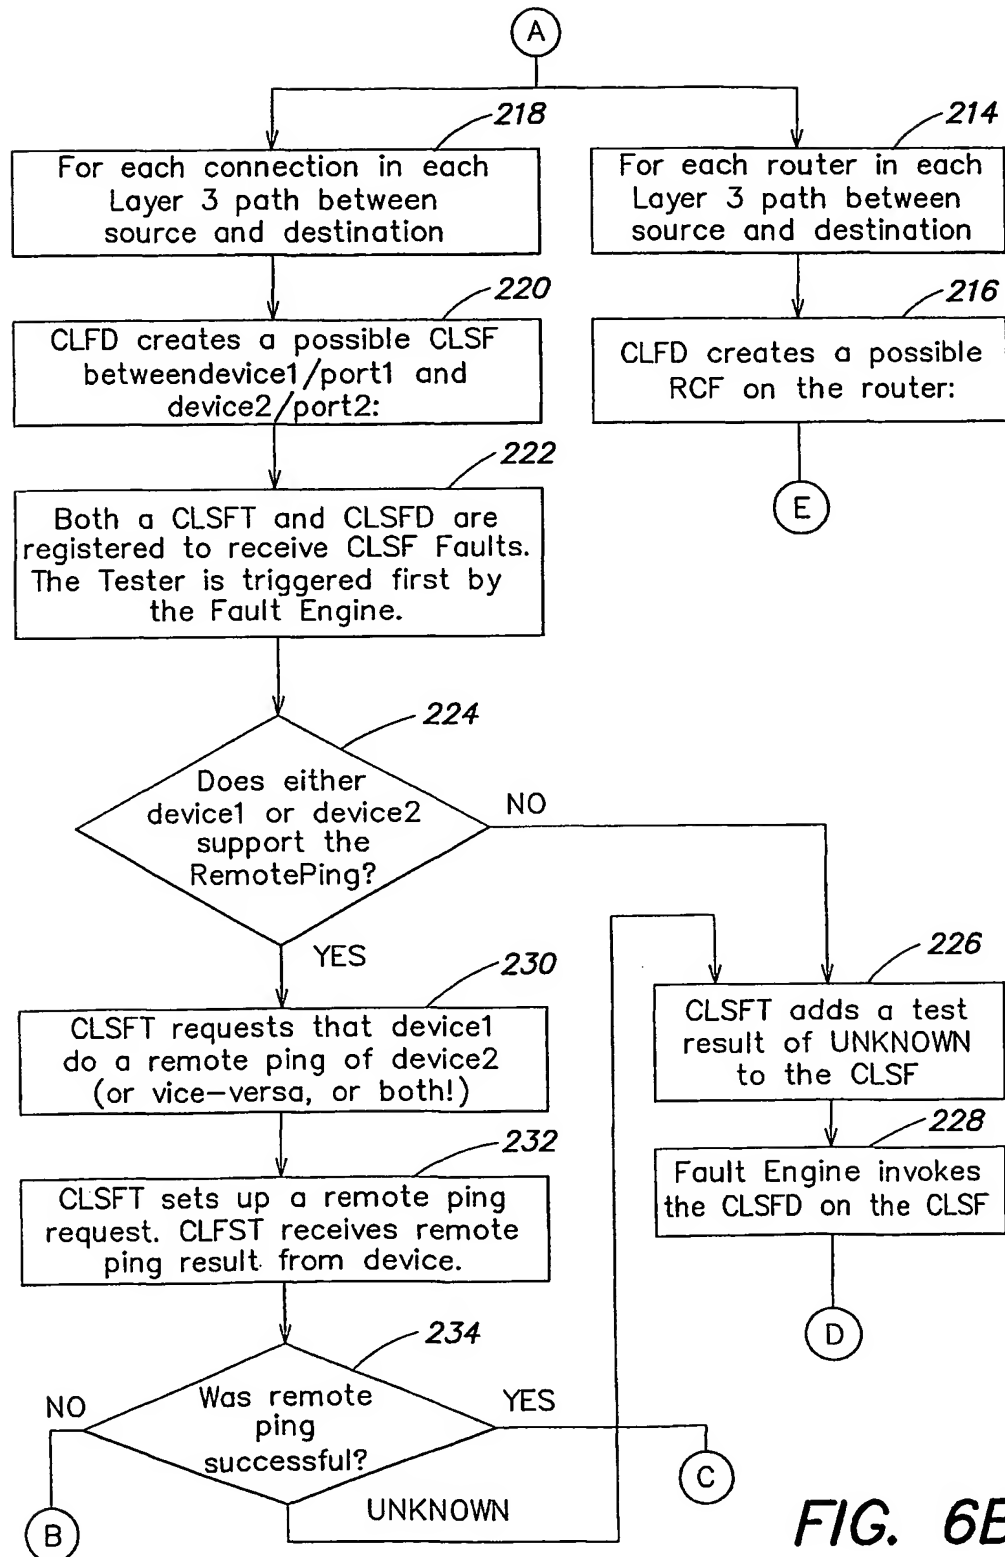 A
218
For each connection in each
Layer 3 path between
source and destination
214
For each router in each
Layer 3 path between
source and destination
220
CLFD creates a possible CLSF
betweendevice1/port1 and
device2/port2:
216
CLFD creates a possible
RCF on the router:
E
222
Both a CLSFT and CLSFD are
registered to receive CLSF Faults.
The Tester is triggered first by
the Fault Engine.
224
Does either
device1 or device2
support the
RemotePing?
NO
YES
230
CLSFT requests that device1
do a remote ping of device2
(or vice-versa, or both!)
226
CLSFT adds a test
result of UNKNOWN
to the CLSF
232
CLSFT sets up a remote ping
request. CLFST receives remote
ping result from device.
228
Fault Engine invokes
the CLSFD on the CLSF
D
234
Was remote
ping
successful?
NO
YES
UNKNOWN
B
C
FIG. 6B